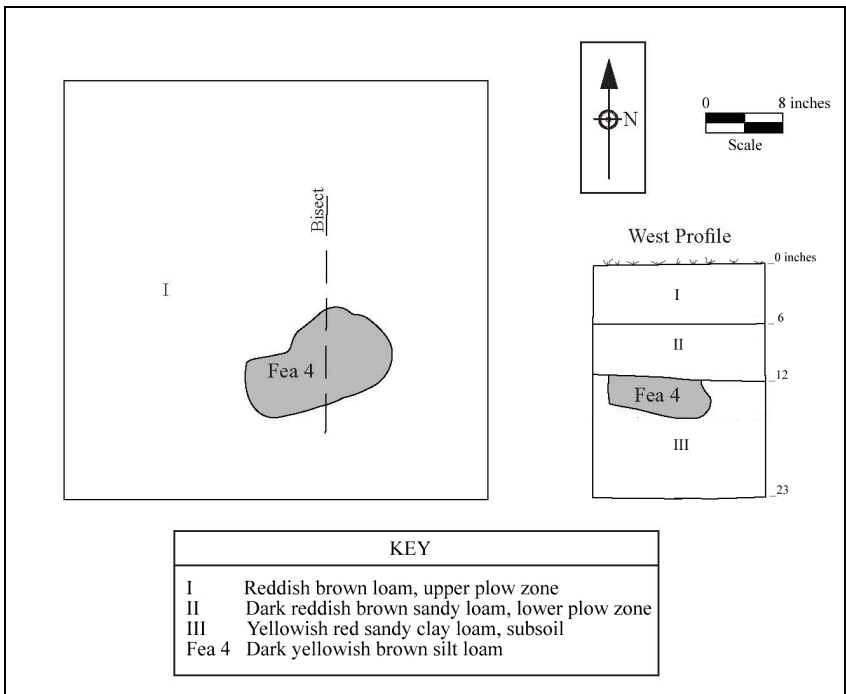 Bisect
I
Fea 4
N
0 8 inches
Scale
West Profile
0 inches
I
6
II
12
Fea 4
III
23
KEY
I Reddish brown loam, upper plow zone
II Dark reddish brown sandy loam, lower plow zone
III Yellowish red sandy clay loam, subsoil
Fea 4 Dark yellowish brown silt loam